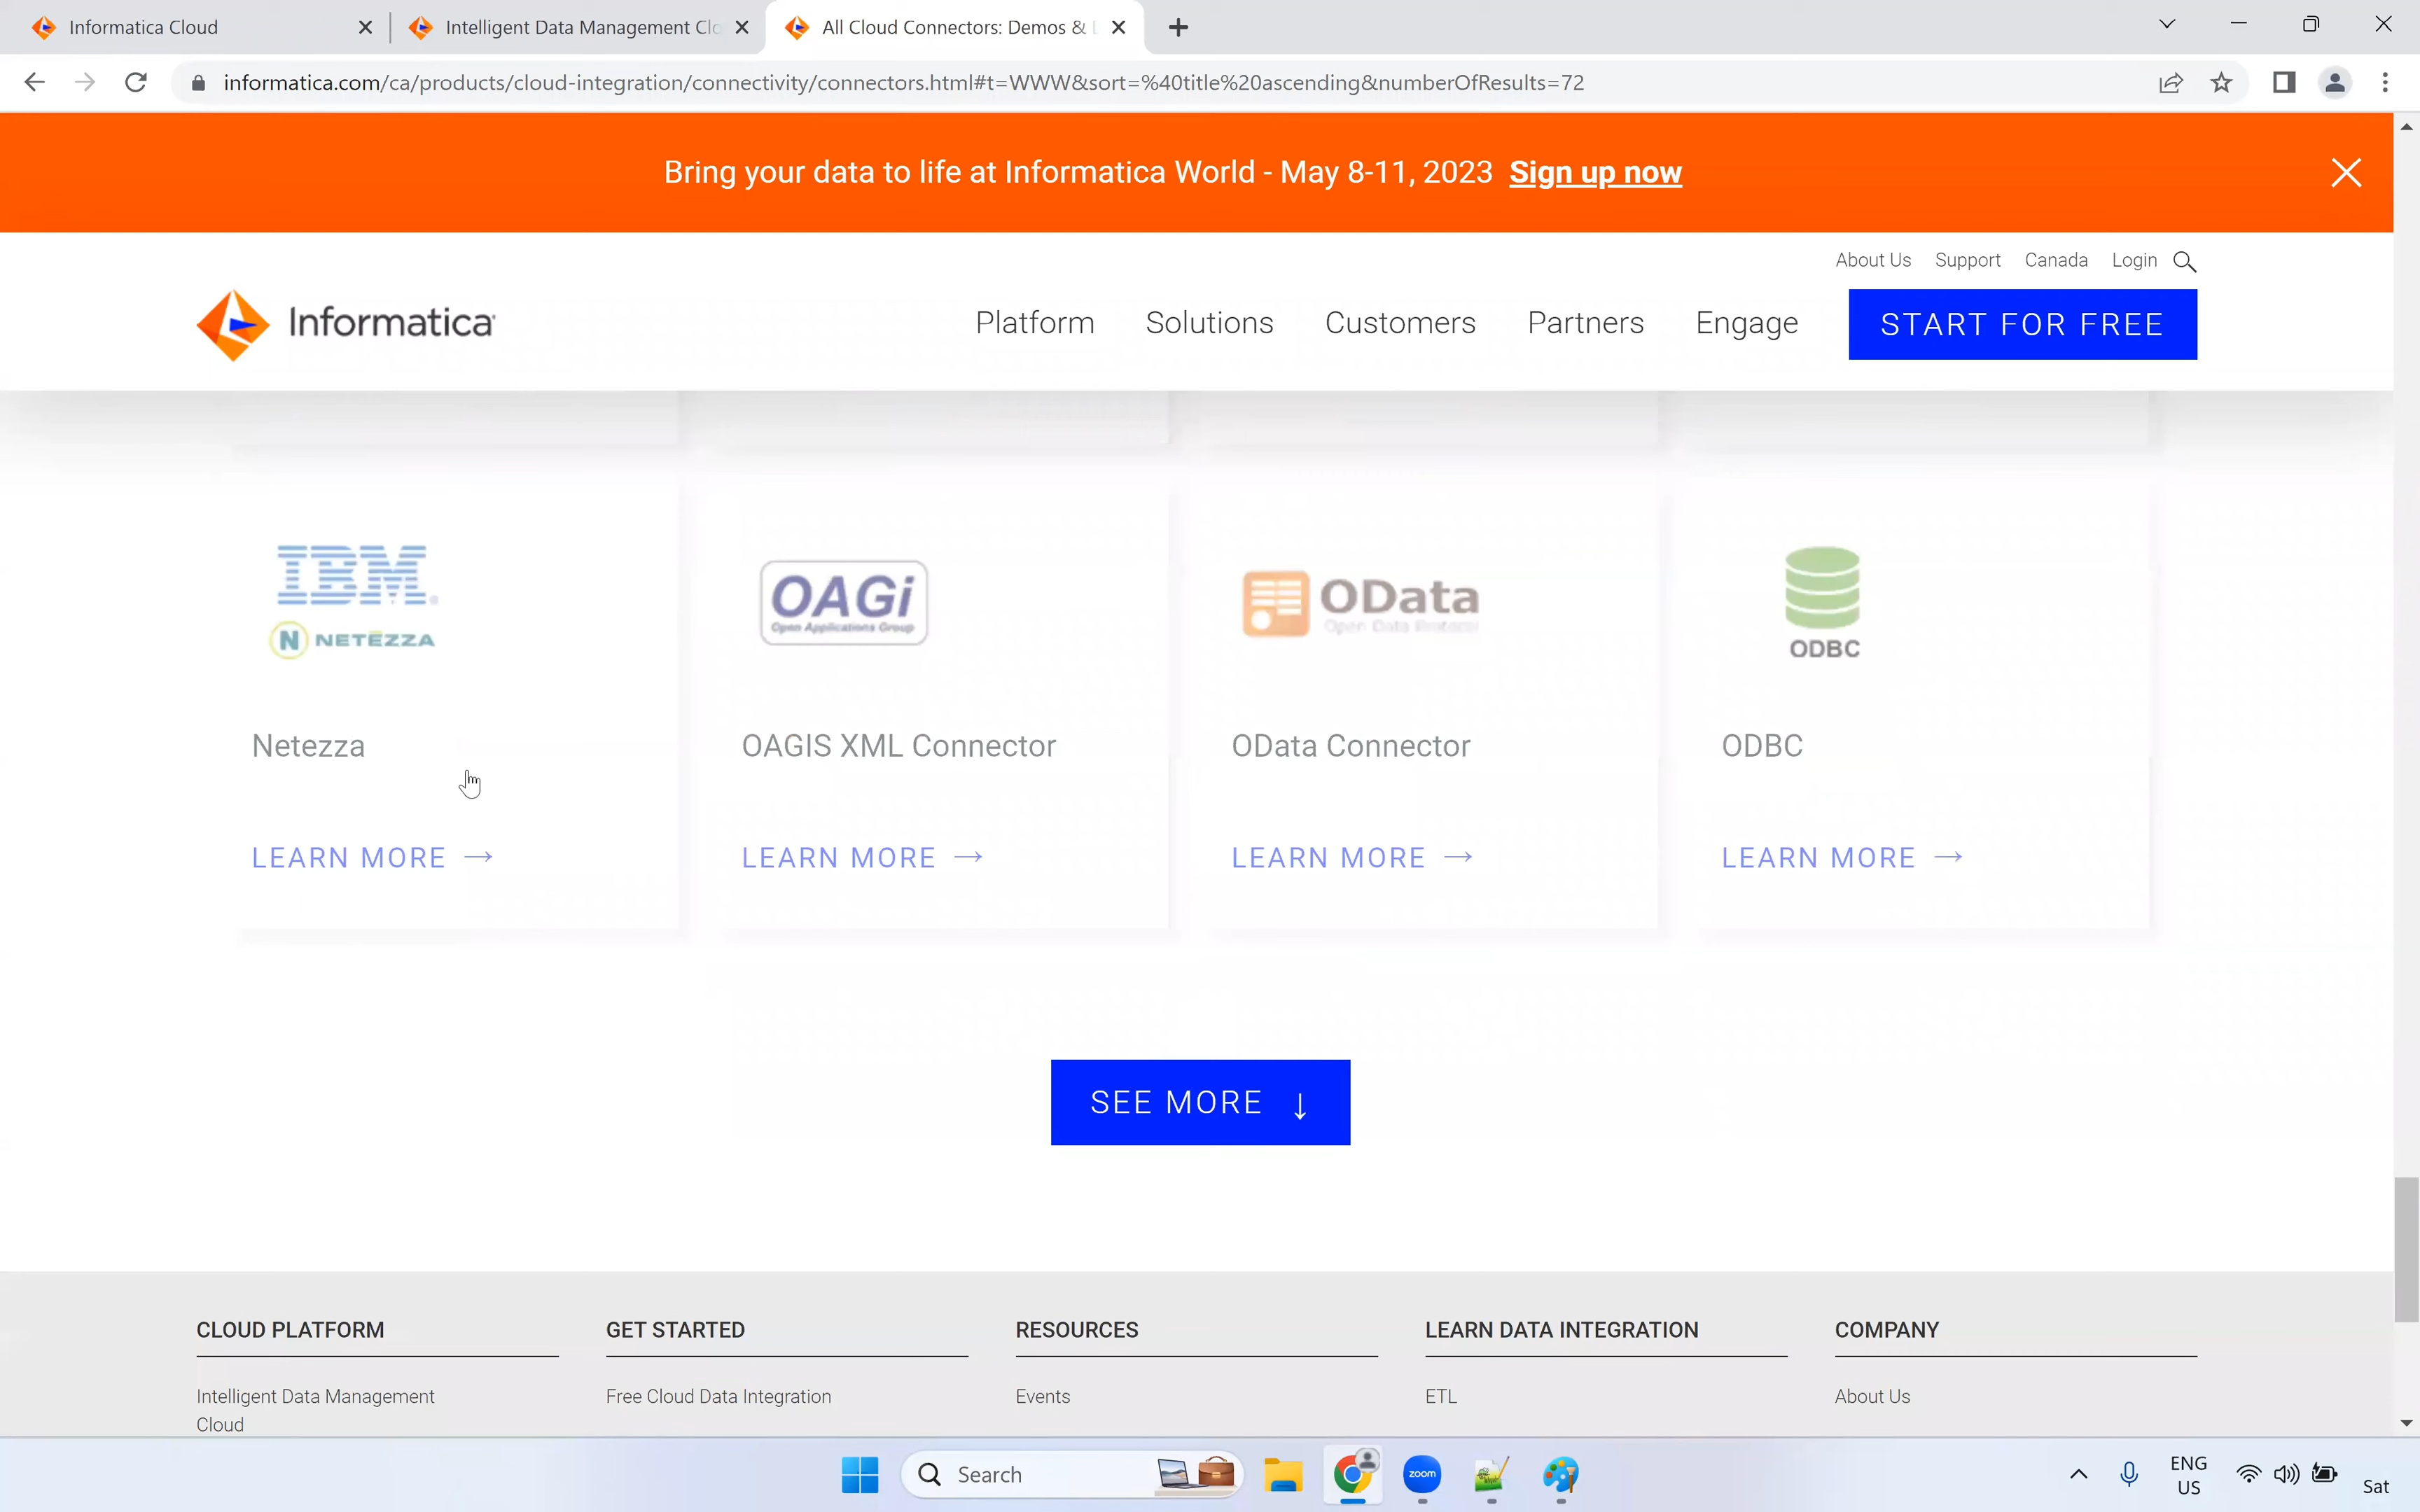 Informatica Cloud
Intelligent Data Management Clo
All Cloud Connectors: Demos & 
informatica.com/ca/products/cloud-integration/connectivity/connectors.html#t=WWW&sort=%40title%20ascending&numberOfResults=72
Bring your data to life at Informatica World - May 8-11, 2023 Sign up now
About Us Support Canada Login
Informatica
Platform Solutions Customers Partners Engage START FOR FREE
IBM
NETEZZA
OAGi
Open Applications Group
OData
Open Data Protocol
ODBC
Netezza OAGIS XML Connector OData Connector ODBC
LEARN MORE → LEARN MORE → LEARN MORE → LEARN MORE →
SEE MORE ↓
CLOUD PLATFORM GET STARTED RESOURCES LEARN DATA INTEGRATION COMPANY
Intelligent Data Management Free Cloud Data Integration Events ETL About Us
Cloud
Search
zoom
ENG
US
Sat